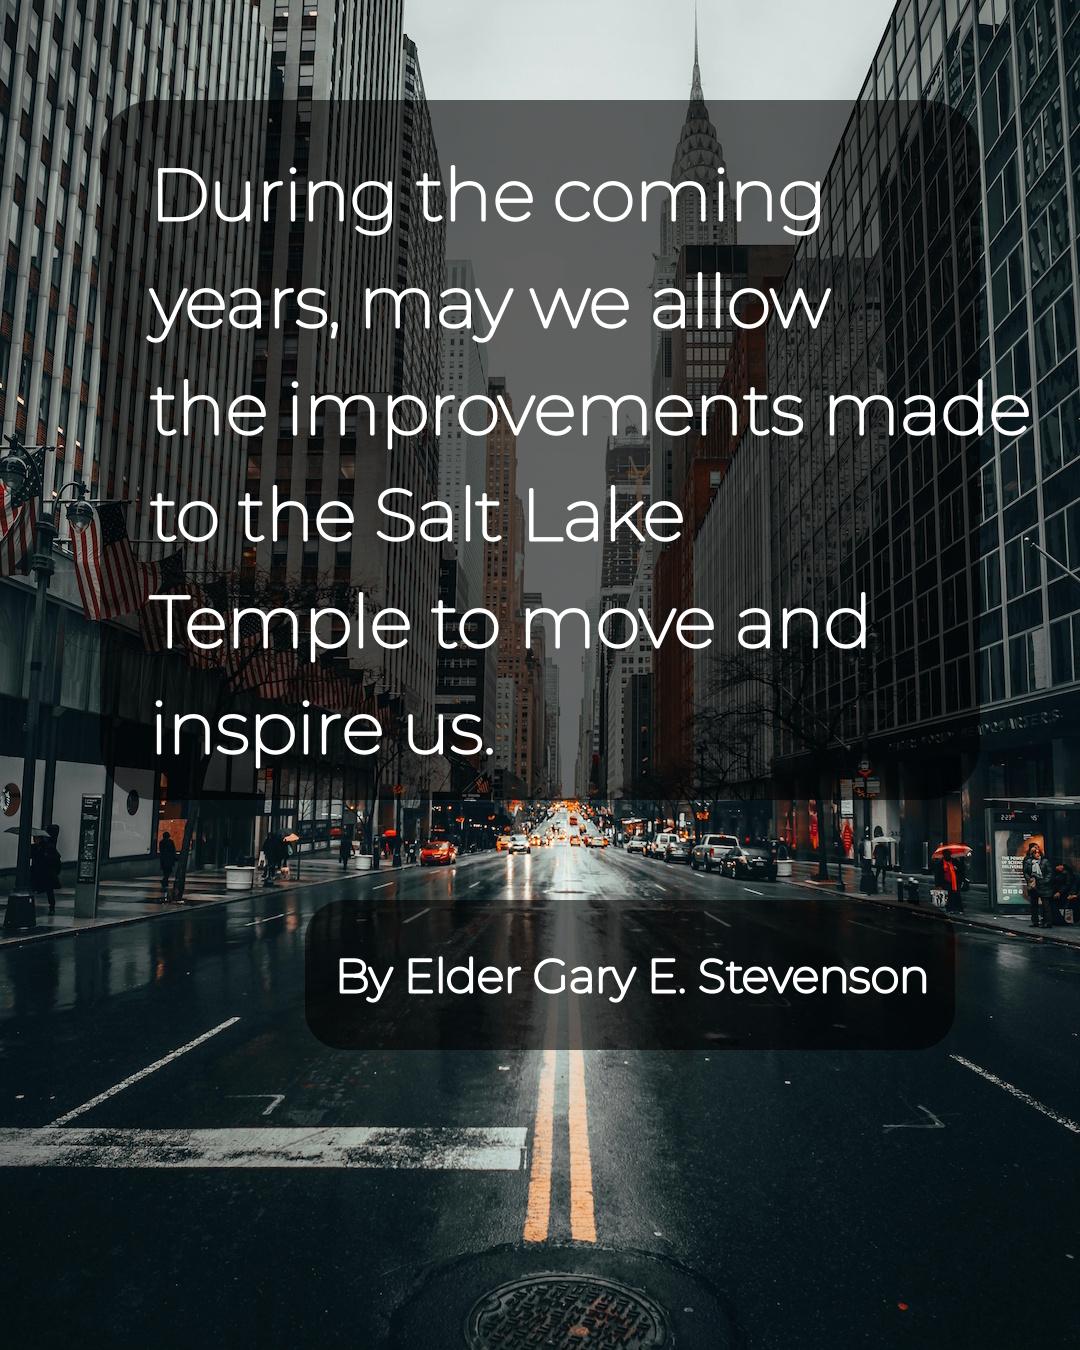 During the coming
years, may we allow
the improvements made
to the Salt Lake
Temple to move and
inspire us.
By Elder Gary E. Stevenson